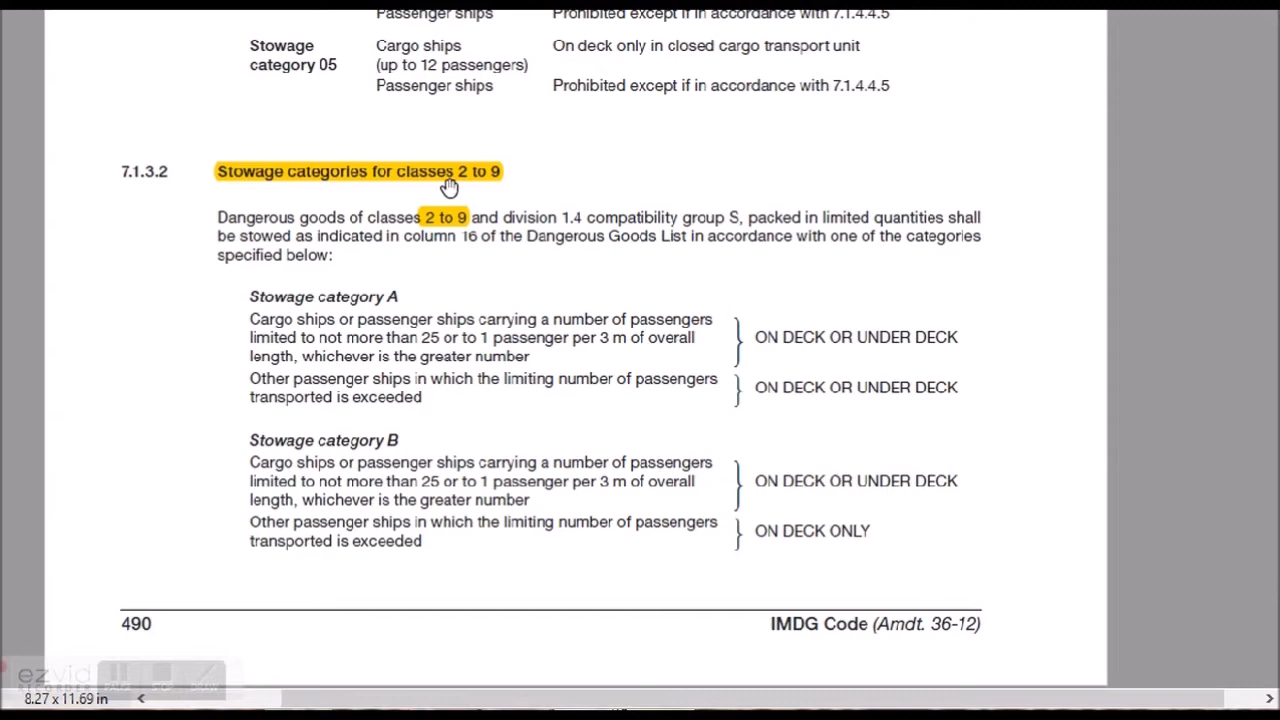 Passenger ships Prohibited except if in accordance with 7.1.4.4.5
Stowage Cargo ships On deck only in closed cargo transport unit
category 05 (up to 12 passengers)
Passenger ships Prohibited except if in accordance with 7.1.4.4.5
7.1.3.2 Stowage categories for classes 2 to 9
Dangerous goods of classes 2 to 9 and division 1.4 compatibility group S, packed in limited quantities shall
be stowed as indicated in column 16 of the Dangerous Goods List in accordance with one of the categories
specified below:
Stowage category A
Cargo ships or passenger ships carrying a number of passengers
limited to not more than 25 or to 1 passenger per 3 m of overall
length, whichever is the greater number
ON DECK OR UNDER DECK
Other passenger ships in which the limiting number of passengers
transported is exceeded
ON DECK OR UNDER DECK
Stowage category B
Cargo ships or passenger ships carrying a number of passengers
limited to not more than 25 or to 1 passenger per 3 m of overall
length, whichever is the greater number
ON DECK OR UNDER DECK
Other passenger ships in which the limiting number of passengers
transported is exceeded
ON DECK ONLY
490 IMDG Code (Amdt. 36-12)
ezvid
RECORDER
8.27 x 11.69 in